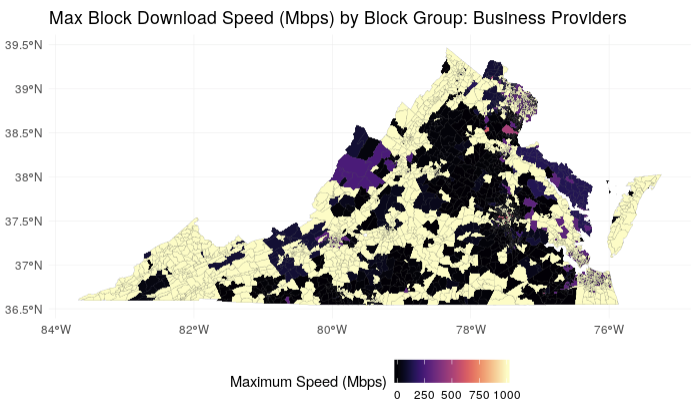 Max Block Download Speed (Mbps) by Block Group: Business Providers
39.5°N
39°N
38.5°N
38°N
37.5°N
37°N
36.5°N
84°W 82°W 80°W 78°W 76°W
Maximum Speed (Mbps)
0 250 500 750 1000